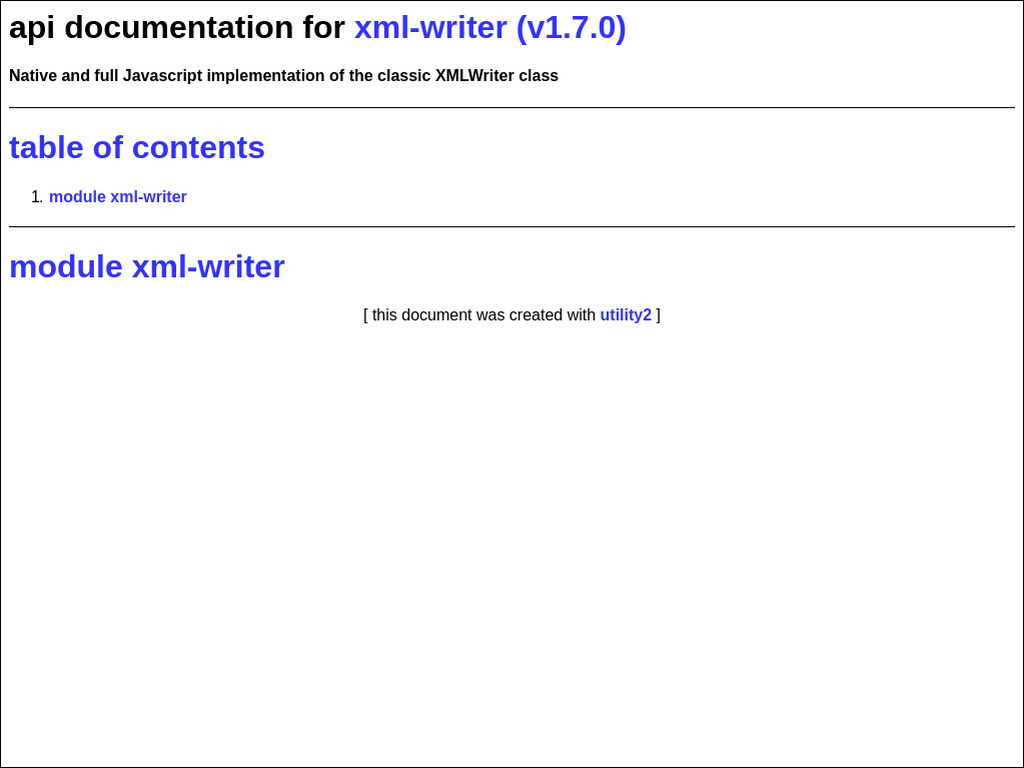 api documentation for xml-writer (v1.7.0)
Native and full Javascript implementation of the classic XMLWriter class
table of contents
1. module xml-writer
module xml-writer
[ this document was created with utility2 ]